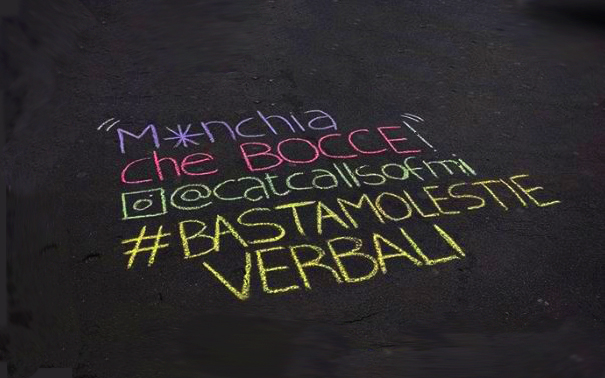 "M*nchia
che BOCCE!"
@catcallsofmi
#BASTAMOLESTIE
VERBALI